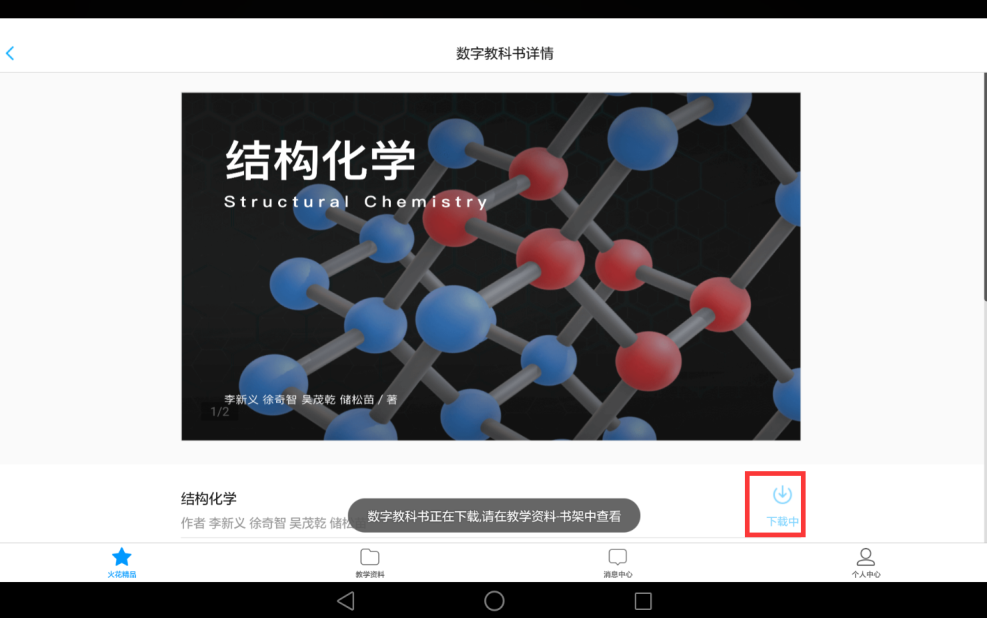 数字教科书详情
结构化学
Structural Chemistry
李新义 徐奇智 吴茂乾 储松苗 / 著
1/2
结构化学
作者 李新义 徐奇智 吴茂乾 储松
数字教科书正在下载,请在教学资料-书架中查看
下载中
火花精品
教学资料
消息中心
个人中心